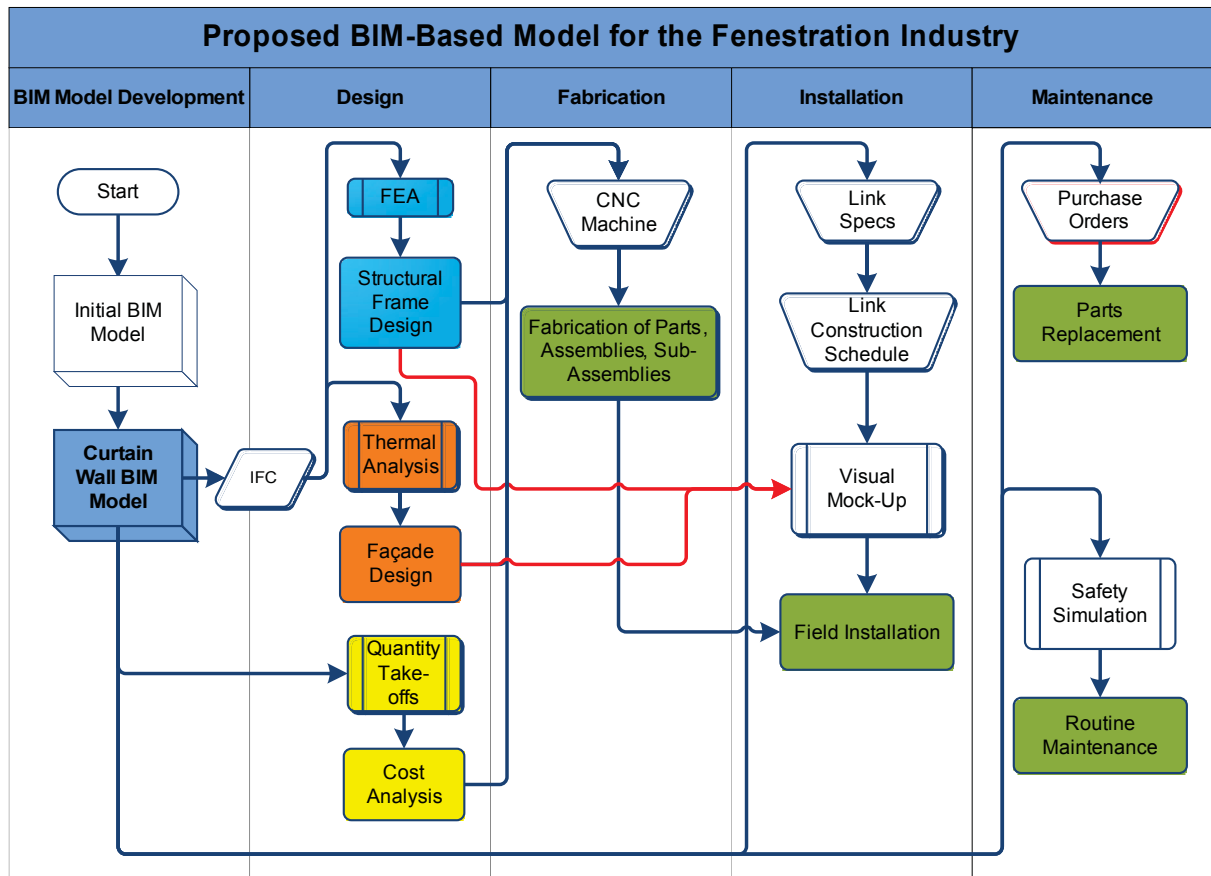 Proposed BIM-Based Model for the Fenestration Industry
BIM Model Development
Design
Fabrication
Installation
Maintenance
Start
Initial BIM
Model
Curtain
Wall BIM
Model
IFC
FEA
Structural
Frame
Design
Thermal
Analysis
Façade
Design
Quantity
Take-
offs
Cost
Analysis
CNC
Machine
Fabrication of Parts,
Assemblies, Sub-
Assemblies
Link
Specs
Link
Construction
Schedule
Visual
Mock-Up
Field Installation
Purchase
Orders
Parts
Replacement
Safety
Simulation
Routine
Maintenance